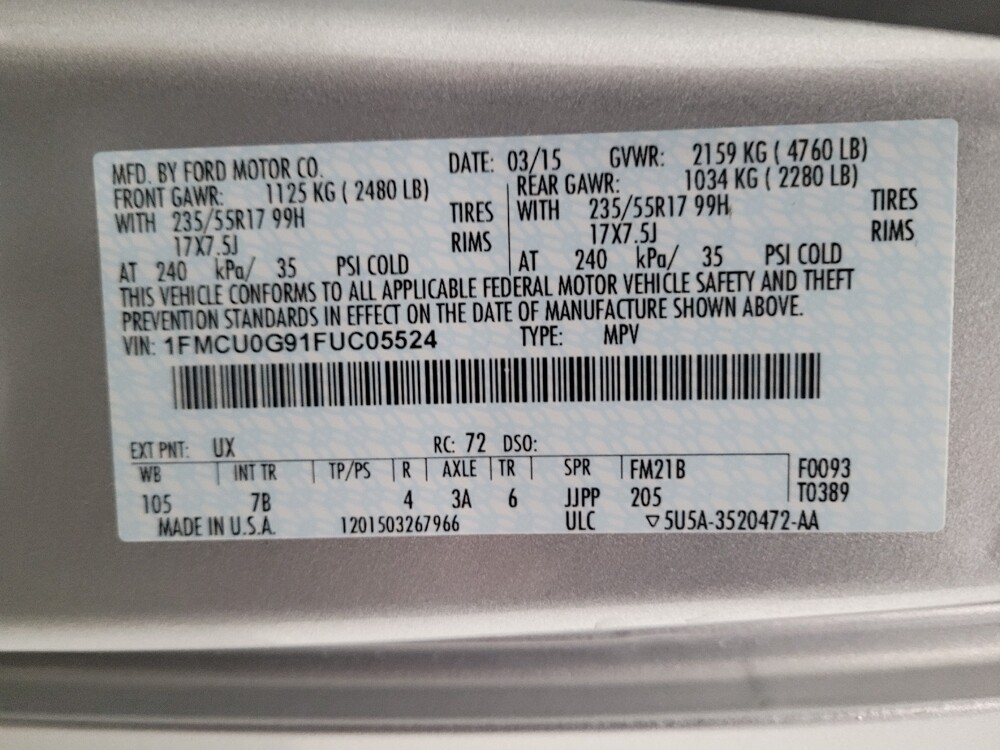 MFD. BY FORD MOTOR CO. DATE: 03/15 GVWR: 2159 KG ( 4760 LB)
FRONT GAWR: 1125 KG ( 2480 LB) REAR GAWR: 1034 KG ( 2280 LB)
WITH 235/55R17 99H TIRES WITH 235/55R17 99H TIRES
17X7.5J RIMS 17X7.5J RIMS
AT 240 kPa/ 35 PSI COLD AT 240 kPa/ 35 PSI COLD
THIS VEHICLE CONFORMS TO ALL APPLICABLE FEDERAL MOTOR VEHICLE SAFETY AND THEFT
PREVENTION STANDARDS IN EFFECT ON THE DATE OF MANUFACTURE SHOWN ABOVE.
VIN: 1FMCU0G91FUC05524 TYPE: MPV
EXT PNT: UX RC: 72 DSO:
WB INT TR TP/PS R AXLE TR SPR FM21B F0093
105 7B 4 3A 6 JJPP 205 T0389
MADE IN U.S.A. 1201503267966 ULC ▽5U5A-3520472-AA